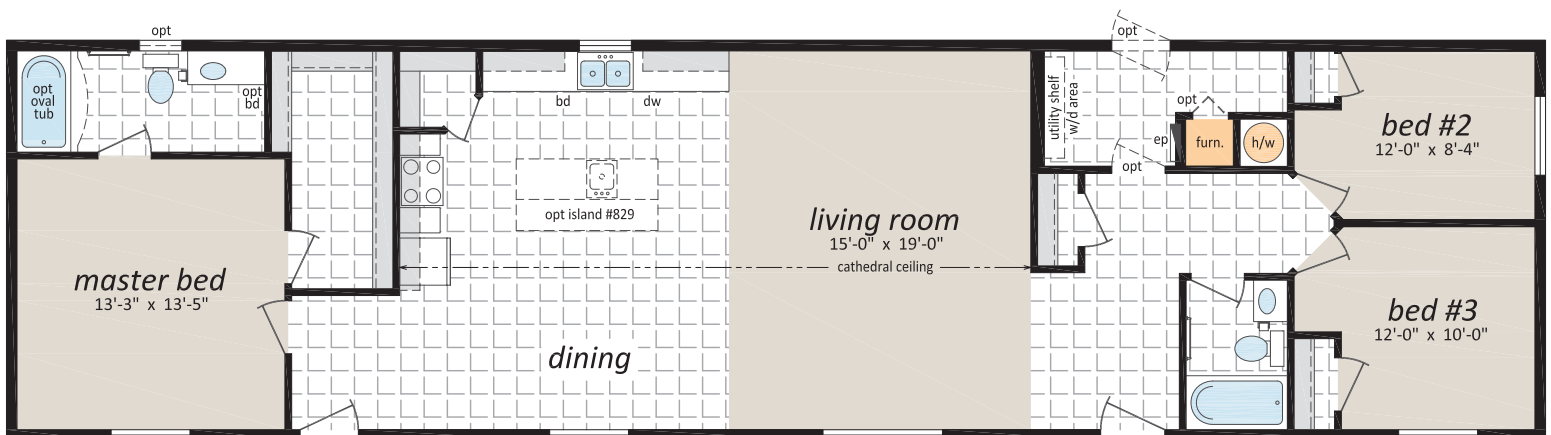 opt
opt
oval
tub
opt
bd
master bed
13'-3" x 13'-5"
bd
dw
opt island #829
dining
living room
15'-0" x 19'-0"
cathedral ceiling
opt
utility shelf
w/d area
opt
ep
furn.
h/w
opt
bed #2
12'-0" x 8'-4"
bed #3
12'-0" x 10'-0"